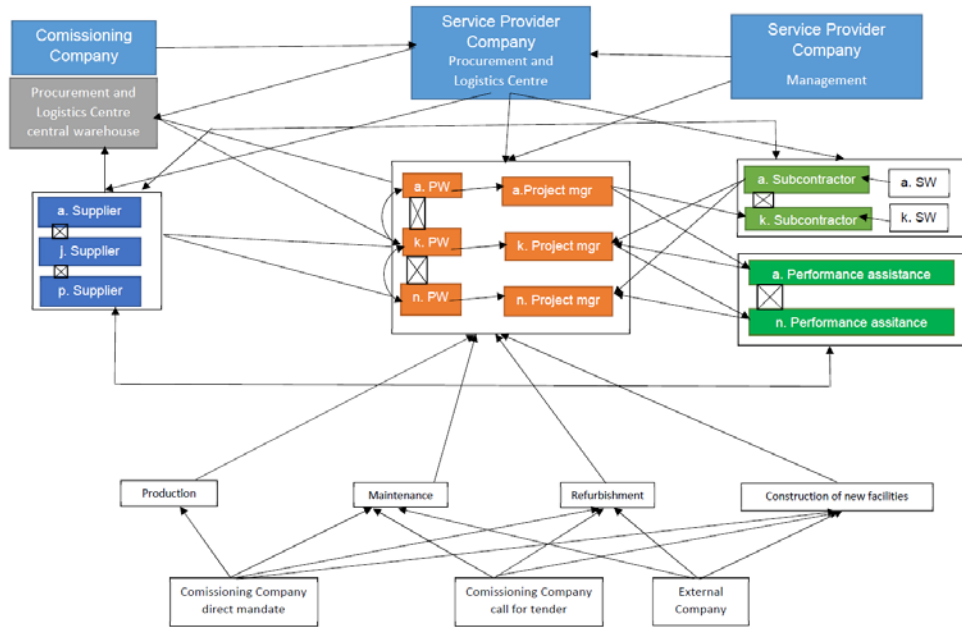 Comissioning
Company
Service Provider
Company
Procurement and
Logistics Centre
Service Provider
Company
Management
Procurement and
Logistics Centre
central warehouse
a. Supplier
j. Supplier
p. Supplier
a. PW
a.Project mgr
k. PW
k. Project mgr
n. PW
n. Project mgr
a. Subcontractor
a. SW
k. Subcontractor
k. SW
a. Performance assistance
n. Performance assitance
Production
Maintenance
Refurbishment
Construction of new facilities
Comissioning Company
direct mandate
Comissioning Company
call for tender
External
Company